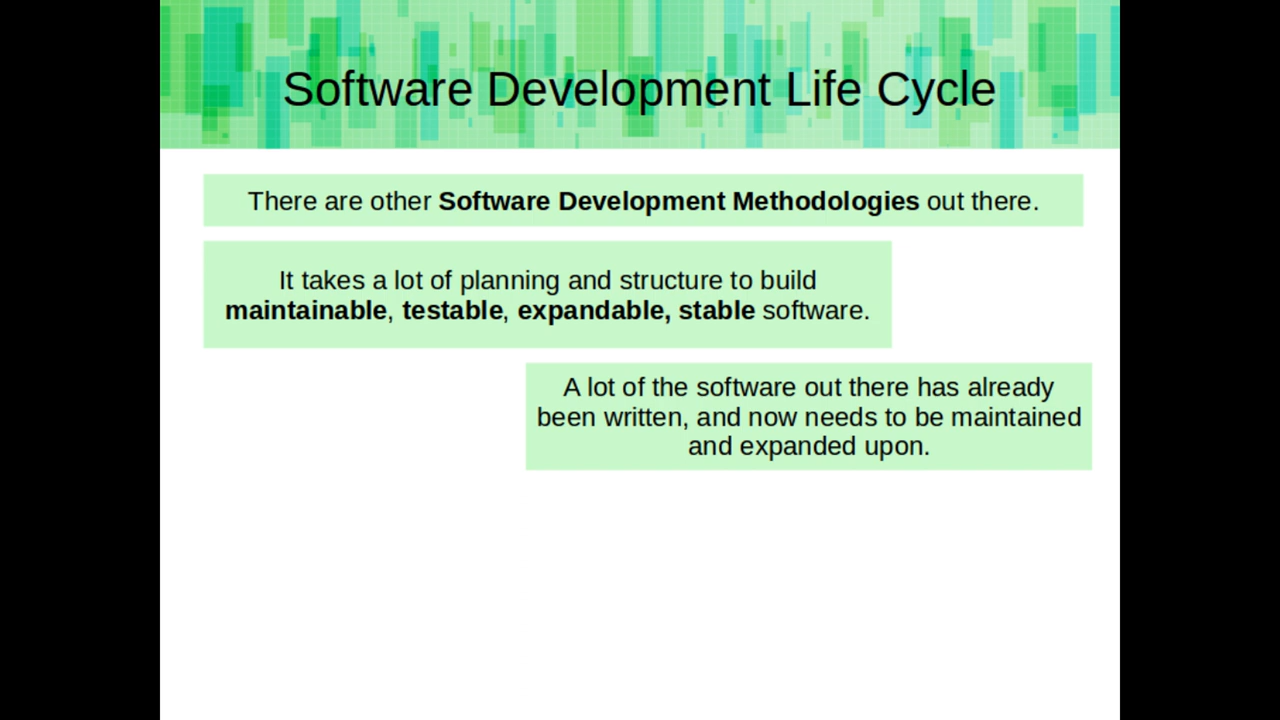 Software Development Life Cycle
There are other Software Development Methodologies out there.
It takes a lot of planning and structure to build
maintainable, testable, expandable, stable software.
A lot of the software out there has already
been written, and now needs to be maintained
and expanded upon.